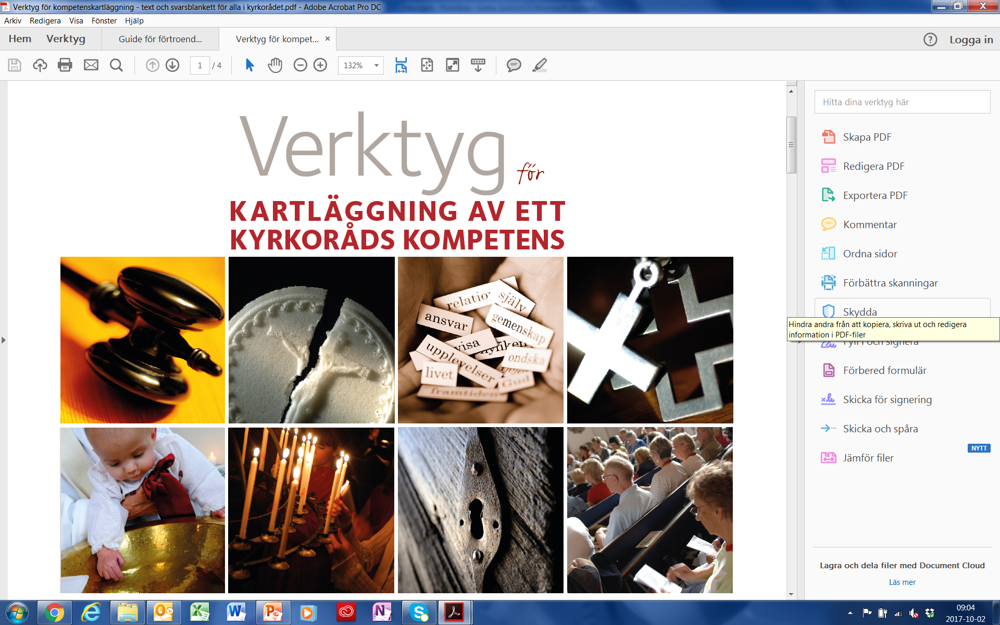 Verktyg för kompetenskartläggning - text och svarsblankett för alla i kyrkorådet.pdf - Adobe Acrobat Pro DC
Arkiv Redigera Visa Fönster Hjälp
Hem Verktyg Guide för förtroend... Verktyg för kompet... × ? Logga in
1 / 4 132%
Verktyg för
KARTLÄGGNING AV ETT
KYRKORÅDS KOMPETENS
själv
ansvar
gemenskap
visa
upplevelser
ondska
livet
Gud
framtiden
Hitta dina verktyg här
Skapa PDF
Redigera PDF
Exportera PDF
Kommentar
Ordna sidor
Förbättra skanningar
Skydda
Hindra andra från att kopiera, skriva ut och redigera
information i PDF-filer
Fyll i och signera
Förbered formulär
Skicka för signering
Skicka och spåra
NYTT
Jämför filer
Lagra och dela filer med Document Cloud
Läs mer
09:04
2017-10-02